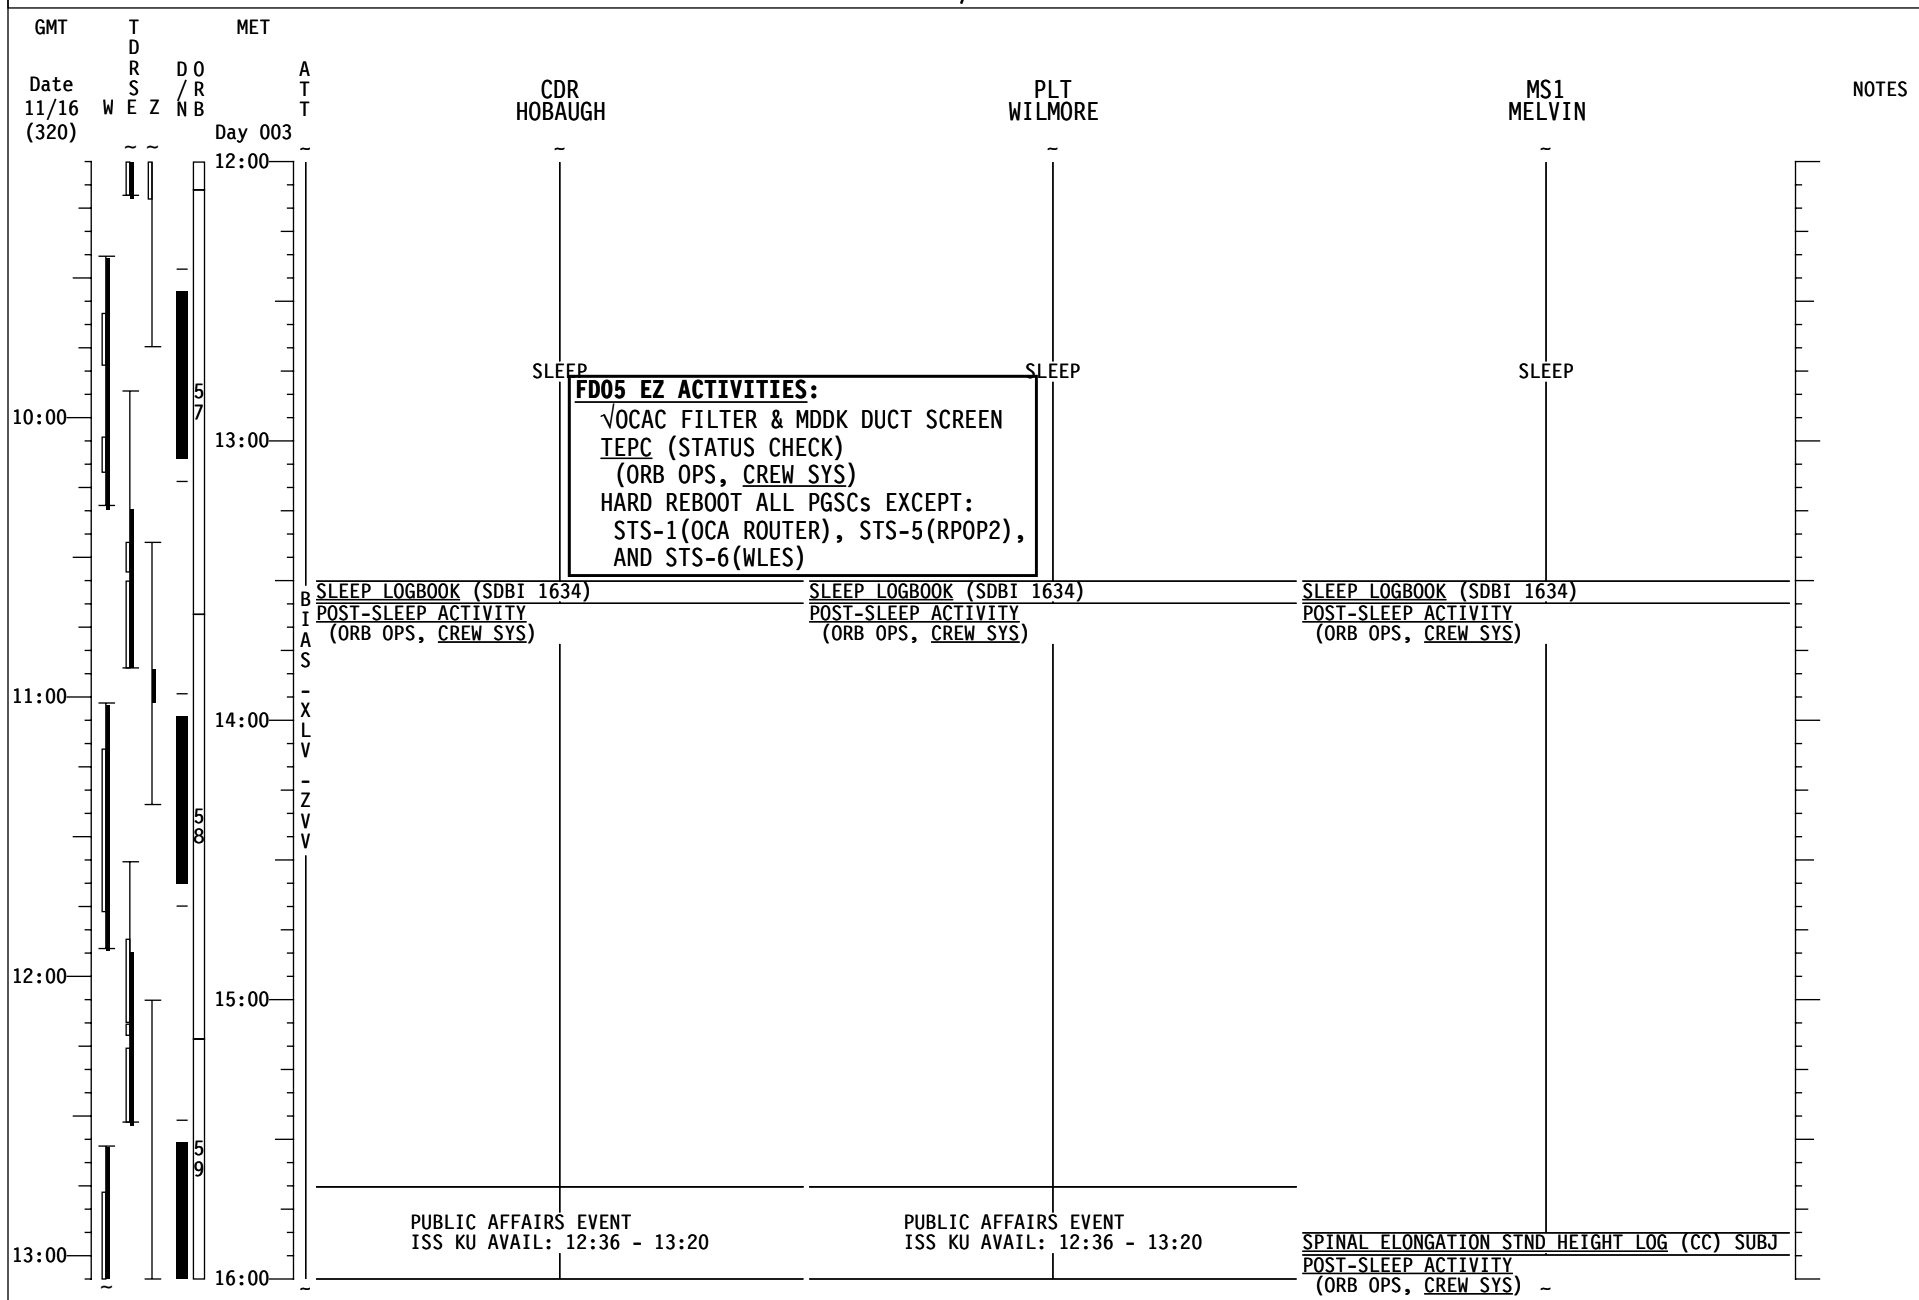 GMT
TDRS
MET
Date
11/16
(320)
W E Z
D/N
ORB
Day 003
ATT
CDR
HOBAUGH
PLT
WILMORE
MS1
MELVIN
NOTES
~ ~ ~ ~ ~ ~
12:00
SLEEP SLEEP SLEEP
57
10:00
13:00
FD05 EZ ACTIVITIES:
√OCAC FILTER & MDDK DUCT SCREEN
TEPC (STATUS CHECK)
(ORB OPS, CREW SYS)
HARD REBOOT ALL PGSCs EXCEPT:
STS-1(OCA ROUTER), STS-5(RPOP2),
AND STS-6(WLES)
BIAS -XLV -ZVV
SLEEP LOGBOOK (SDBI 1634)
POST-SLEEP ACTIVITY
(ORB OPS, CREW SYS)
SLEEP LOGBOOK (SDBI 1634)
POST-SLEEP ACTIVITY
(ORB OPS, CREW SYS)
SLEEP LOGBOOK (SDBI 1634)
POST-SLEEP ACTIVITY
(ORB OPS, CREW SYS)
11:00
14:00
58
12:00
15:00
59
PUBLIC AFFAIRS EVENT
ISS KU AVAIL: 12:36 - 13:20
PUBLIC AFFAIRS EVENT
ISS KU AVAIL: 12:36 - 13:20
SPINAL ELONGATION STND HEIGHT LOG (CC) SUBJ
POST-SLEEP ACTIVITY
(ORB OPS, CREW SYS) ~
13:00
16:00
~ ~